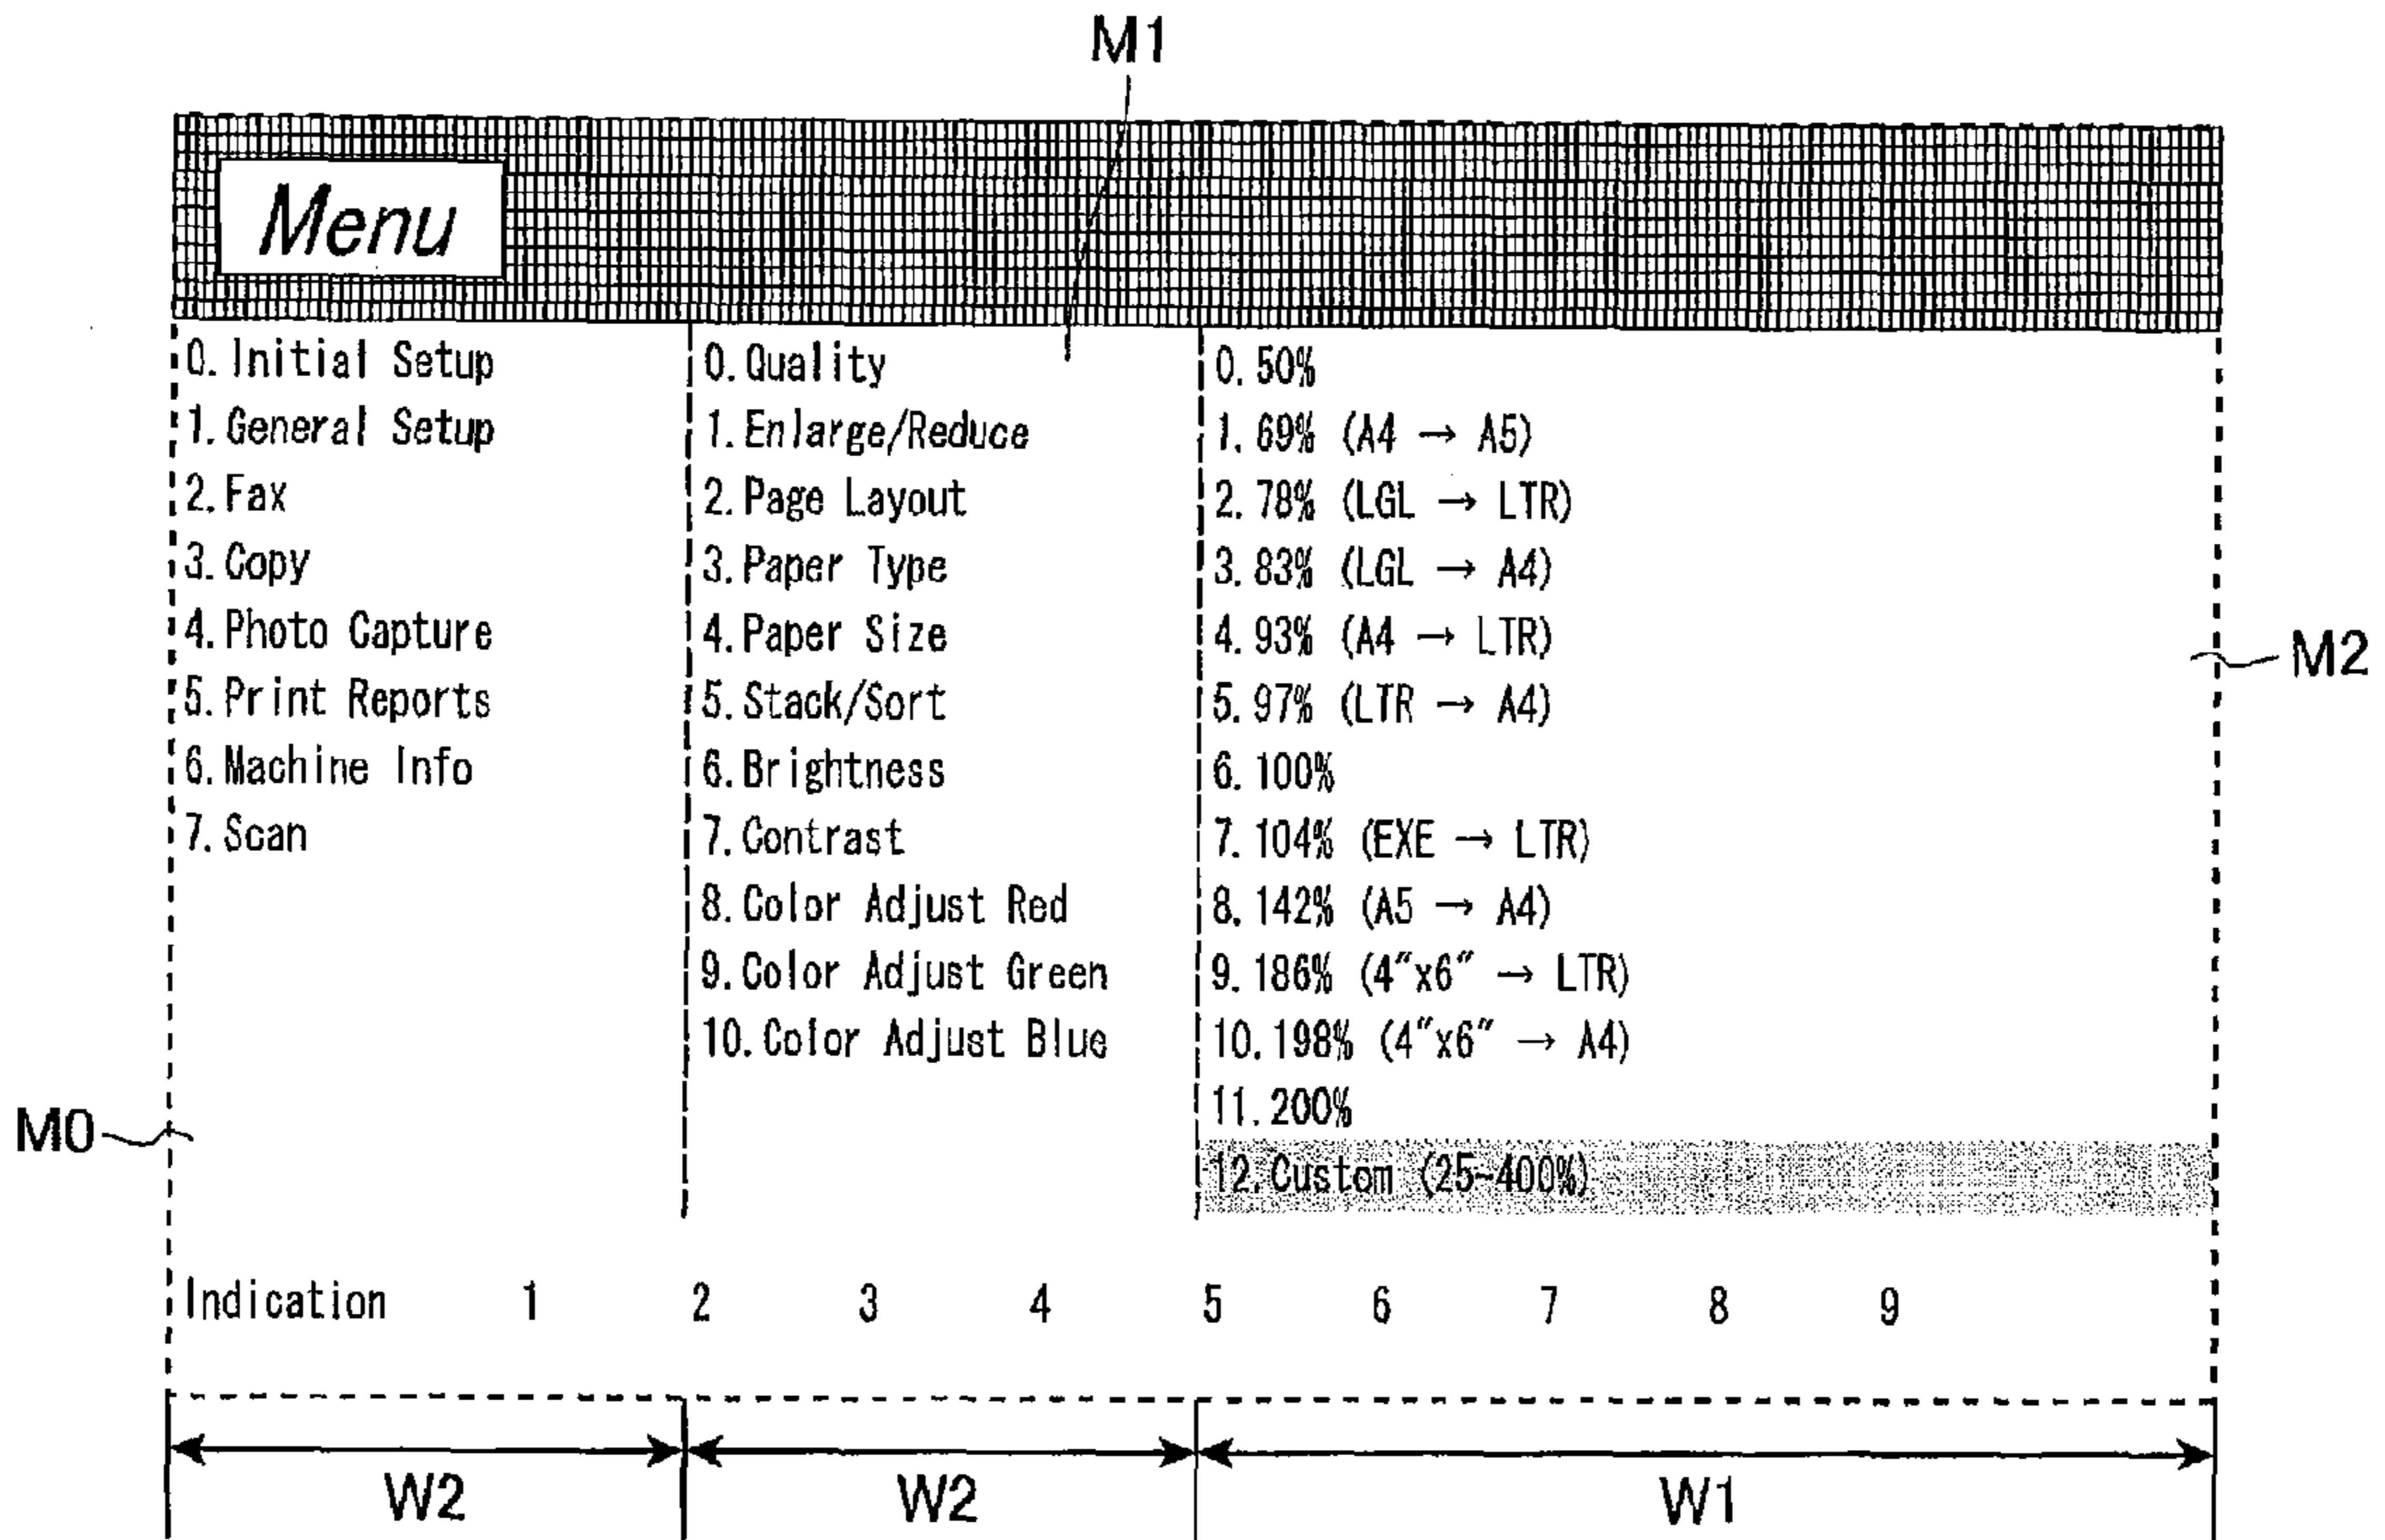 M1
Menu
0. Initial Setup
1. General Setup
2. Fax
3. Copy
4. Photo Capture
5. Print Reports
6. Machine Info
7. Scan
0. Quality
1. Enlarge/Reduce
2. Page Layout
3. Paper Type
4. Paper Size
5. Stack/Sort
6. Brightness
7. Contrast
8. Color Adjust Red
9. Color Adjust Green
10. Color Adjust Blue
0. 50%
1. 69% (A4 → A5)
2. 78% (LGL → LTR)
3. 83% (LGL → A4)
4. 93% (A4 → LTR)
5. 97% (LTR → A4)
6. 100%
7. 104% (EXE → LTR)
8. 142% (A5 → A4)
9. 186% (4"x6" → LTR)
10. 198% (4"x6" → A4)
11. 200%
12. Custom (25~400%)
M2
M0
Indication 1 2 3 4 5 6 7 8 9
W2 W2 W1